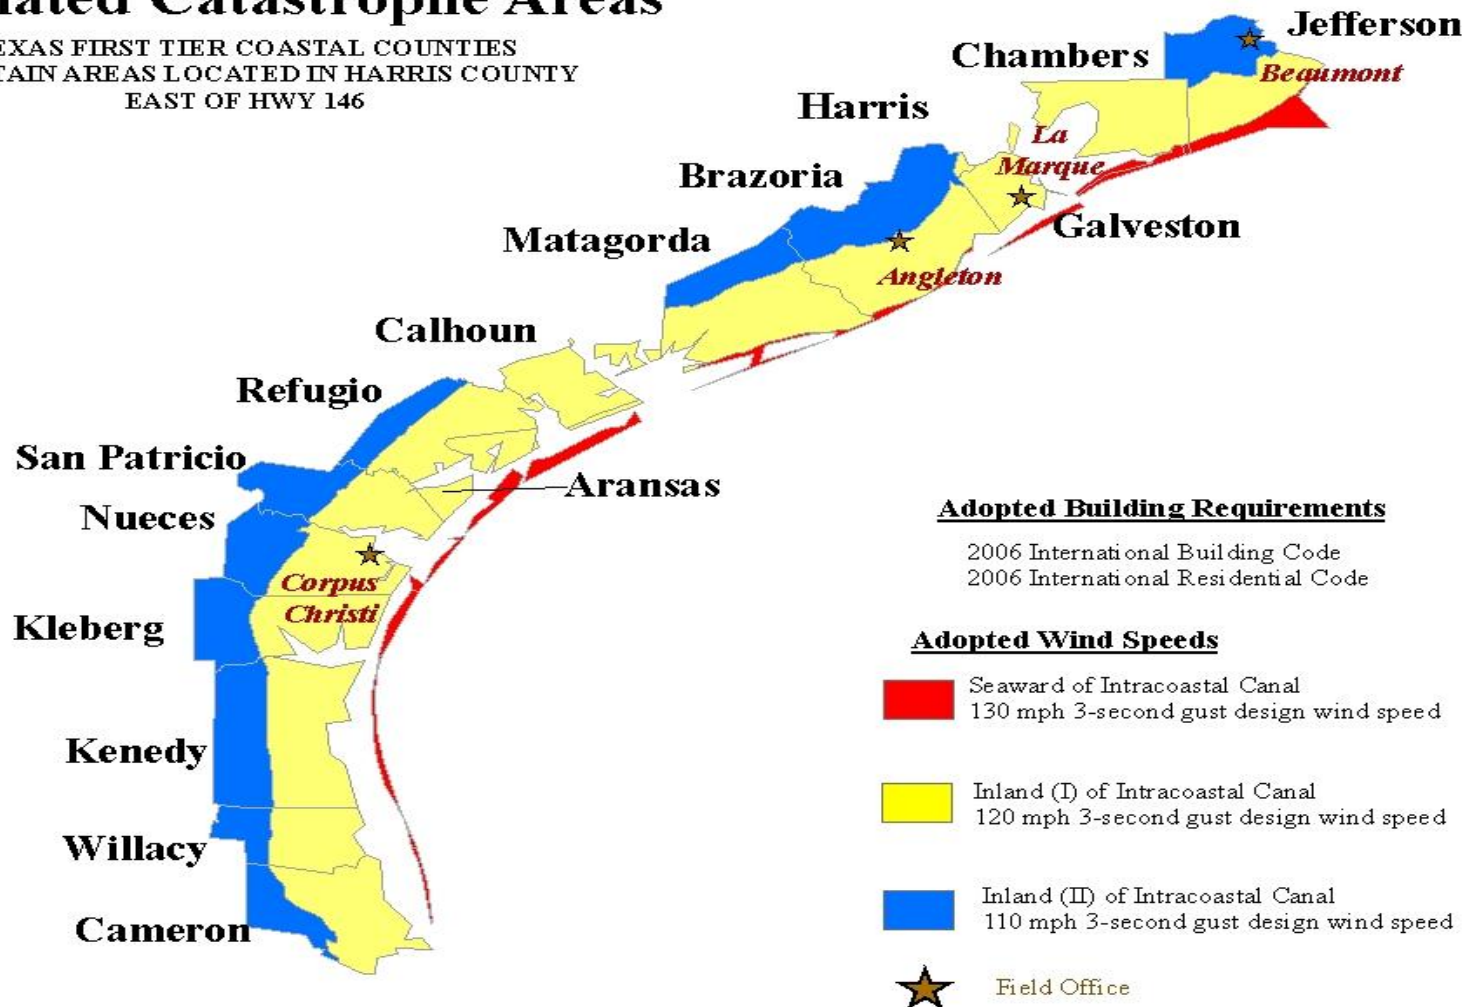 Catastrophe Areas
FIRST TIER COASTAL COUNTIES
AREAS LOCATED IN HARRIS COUNTY
EAST OF HWY 146
Jefferson
Chambers
Beaumont
Harris
La
Marque
Brazoria
Galveston
Matagorda
Angleton
Calhoun
Refugio
San Patricio
Aransas
Nueces
Corpus
Christi
Kleberg
Kenedy
Willacy
Cameron
Adopted Building Requirements
2006 International Building Code
2006 International Residential Code
Adopted Wind Speeds
Seaward of Intracoastal Canal
130 mph 3-second gust design wind speed
Inland (I) of Intracoastal Canal
120 mph 3-second gust design wind speed
Inland (II) of Intracoastal Canal
110 mph 3-second gust design wind speed
Field Office